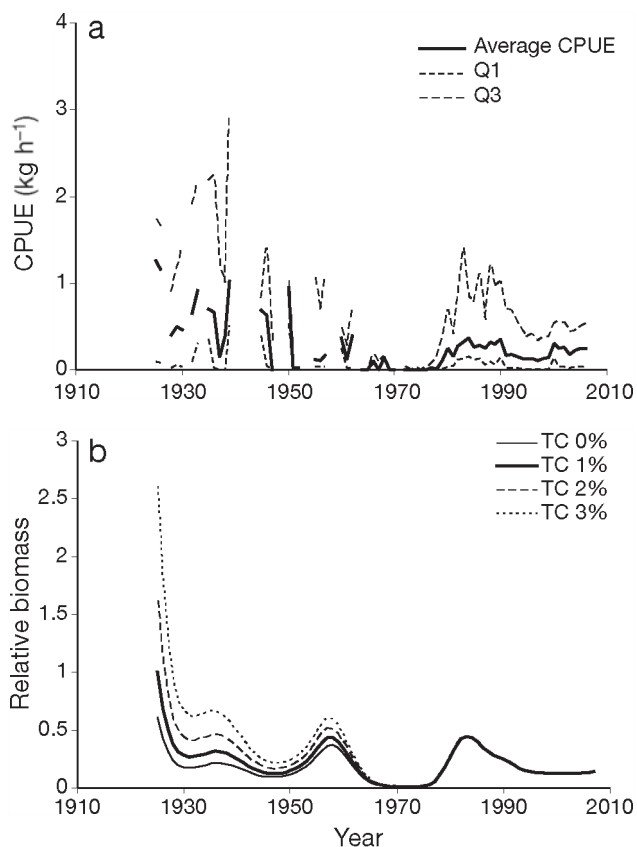 a
Average CPUE
Q1
Q3
CPUE (kg h⁻¹)
4
3
2
1
0
1910 1930 1950 1970 1990 2010
b
TC 0%
TC 1%
TC 2%
TC 3%
Relative biomass
3
2.5
2
1.5
1
0.5
0
1910 1930 1950 1970 1990 2010
Year